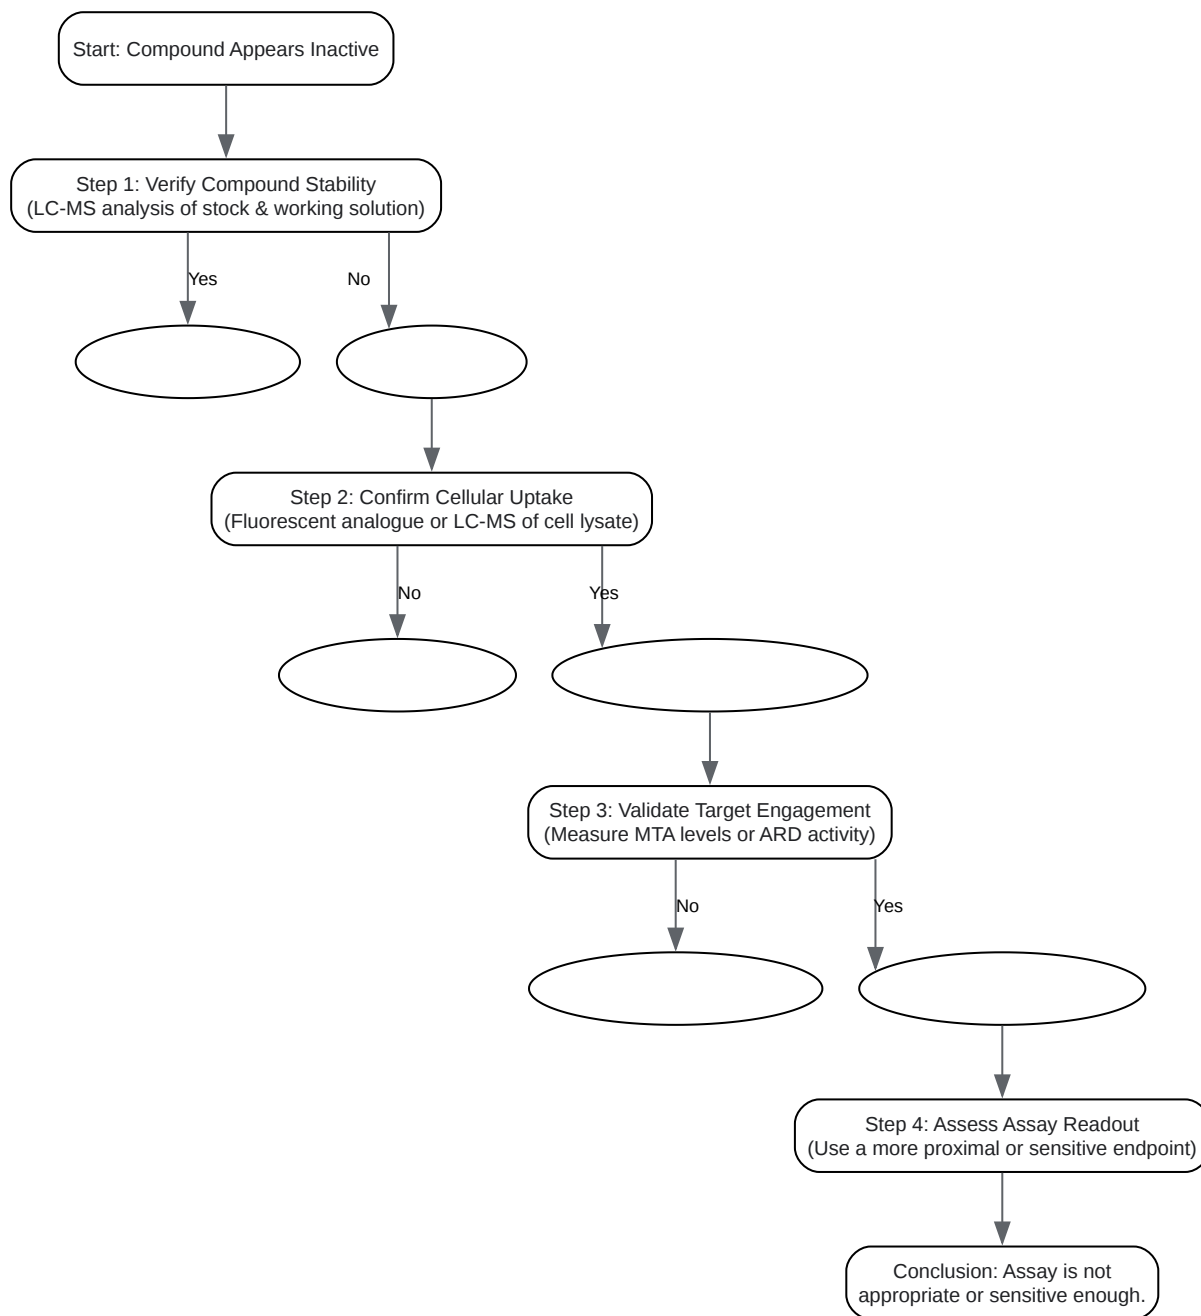 Start: Compound Appears Inactive
Step 1: Verify Compound Stability
(LC-MS analysis of stock & working solution)
Yes
No
Step 2: Confirm Cellular Uptake
(Fluorescent analogue or LC-MS of cell lysate)
No
Yes
Step 3: Validate Target Engagement
(Measure MTA levels or ARD activity)
No
Yes
Step 4: Assess Assay Readout
(Use a more proximal or sensitive endpoint)
Conclusion: Assay is not
appropriate or sensitive enough.